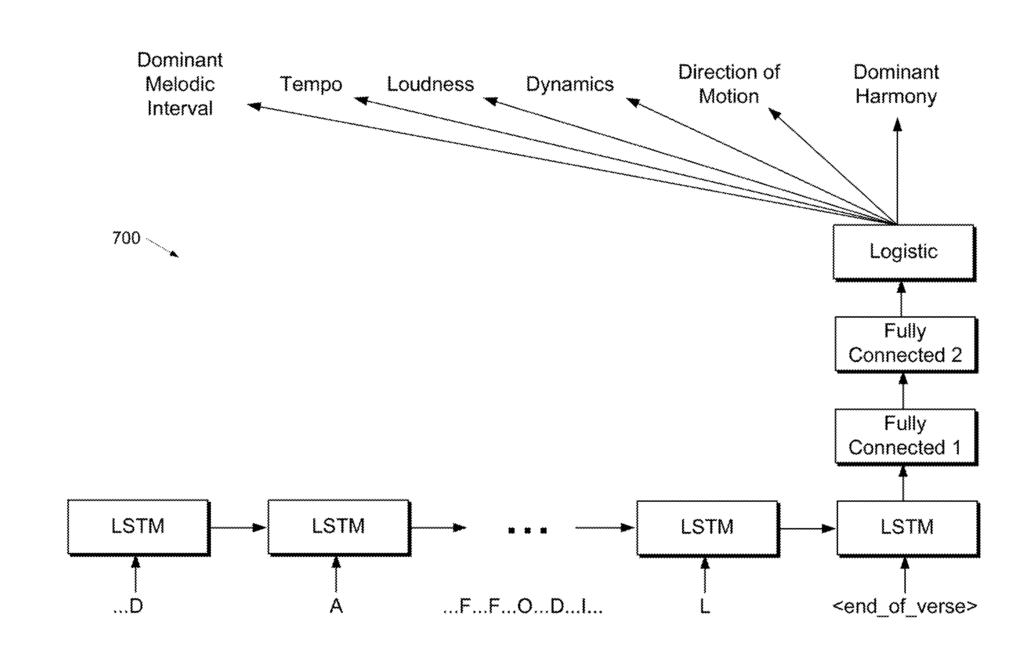 Dominant
Melodic
Interval
Tempo
Loudness
Dynamics
Direction of
Motion
Dominant
Harmony
700
Logistic
Fully
Connected 2
Fully
Connected 1
LSTM
LSTM
...
LSTM
LSTM
...D
A
...F...F...O...D...I...
L
<end_of_verse>